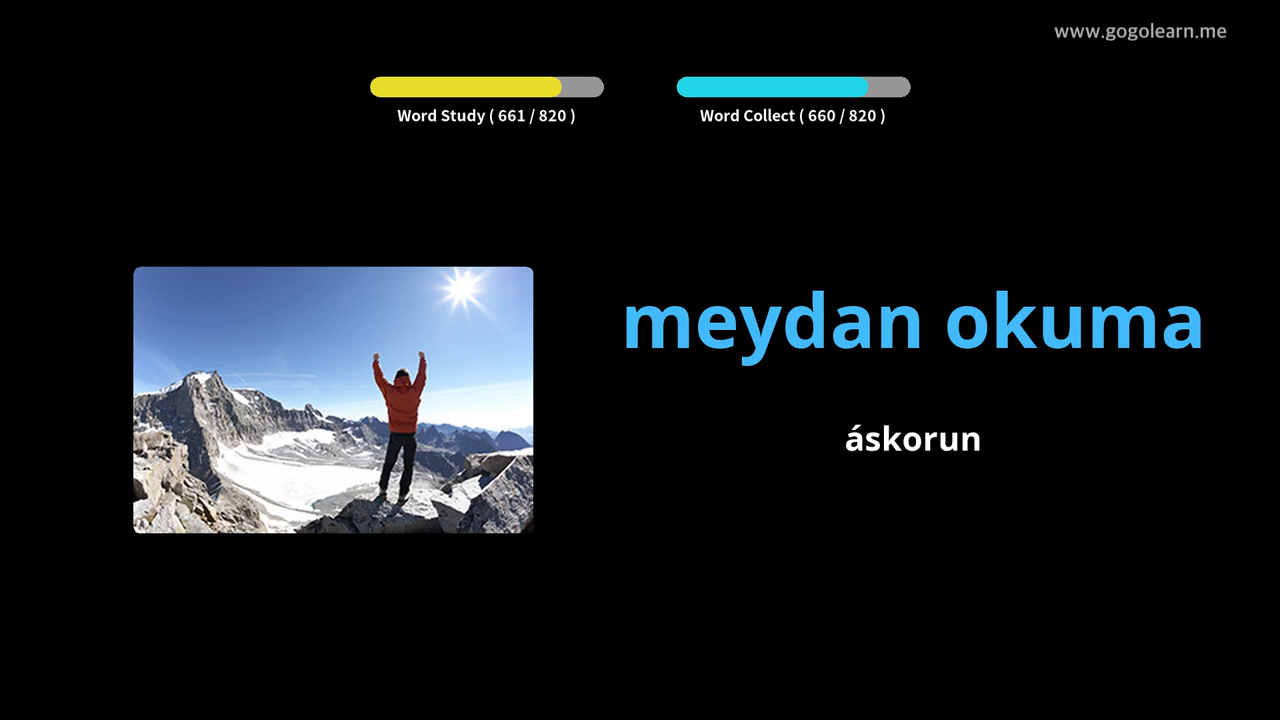 www.gogolearn.me
Word Study ( 661 / 820 )
Word Collect ( 660 / 820 )
meydan okuma
áskorun